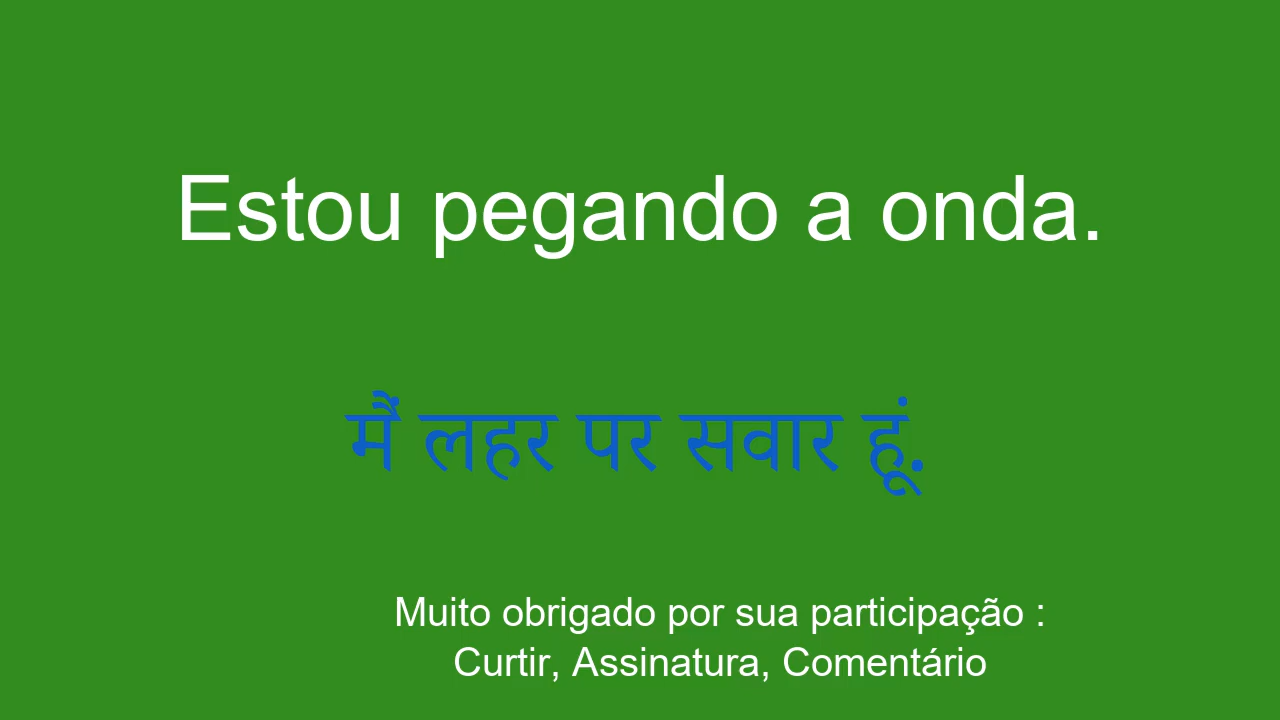 Estou pegando a onda.
मैं लहर पर सवार हूं.
Muito obrigado por sua participação :
Curtir, Assinatura, Comentário